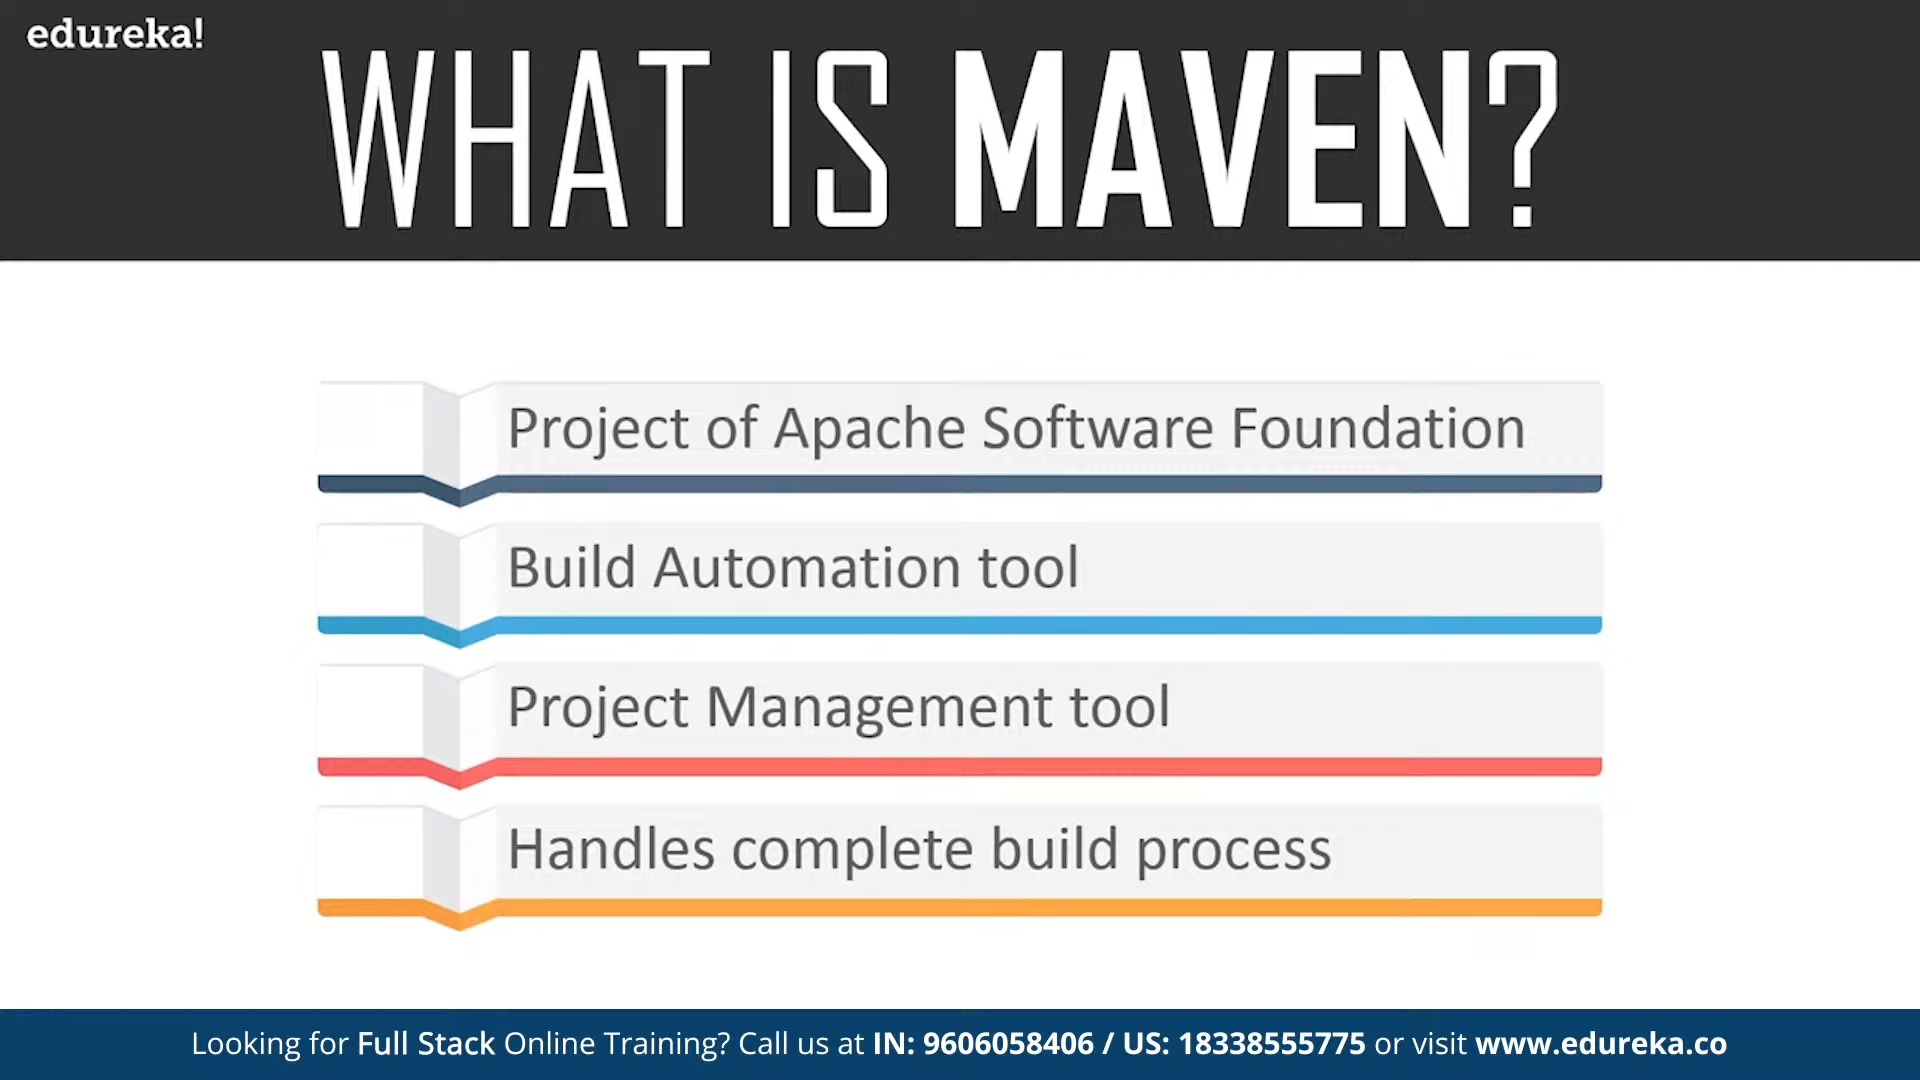 edureka!
WHAT IS MAVEN?
Project of Apache Software Foundation
Build Automation tool
Project Management tool
Handles complete build process
Looking for Full Stack Online Training? Call us at IN: 9606058406 / US: 18338555775 or visit www.edureka.co